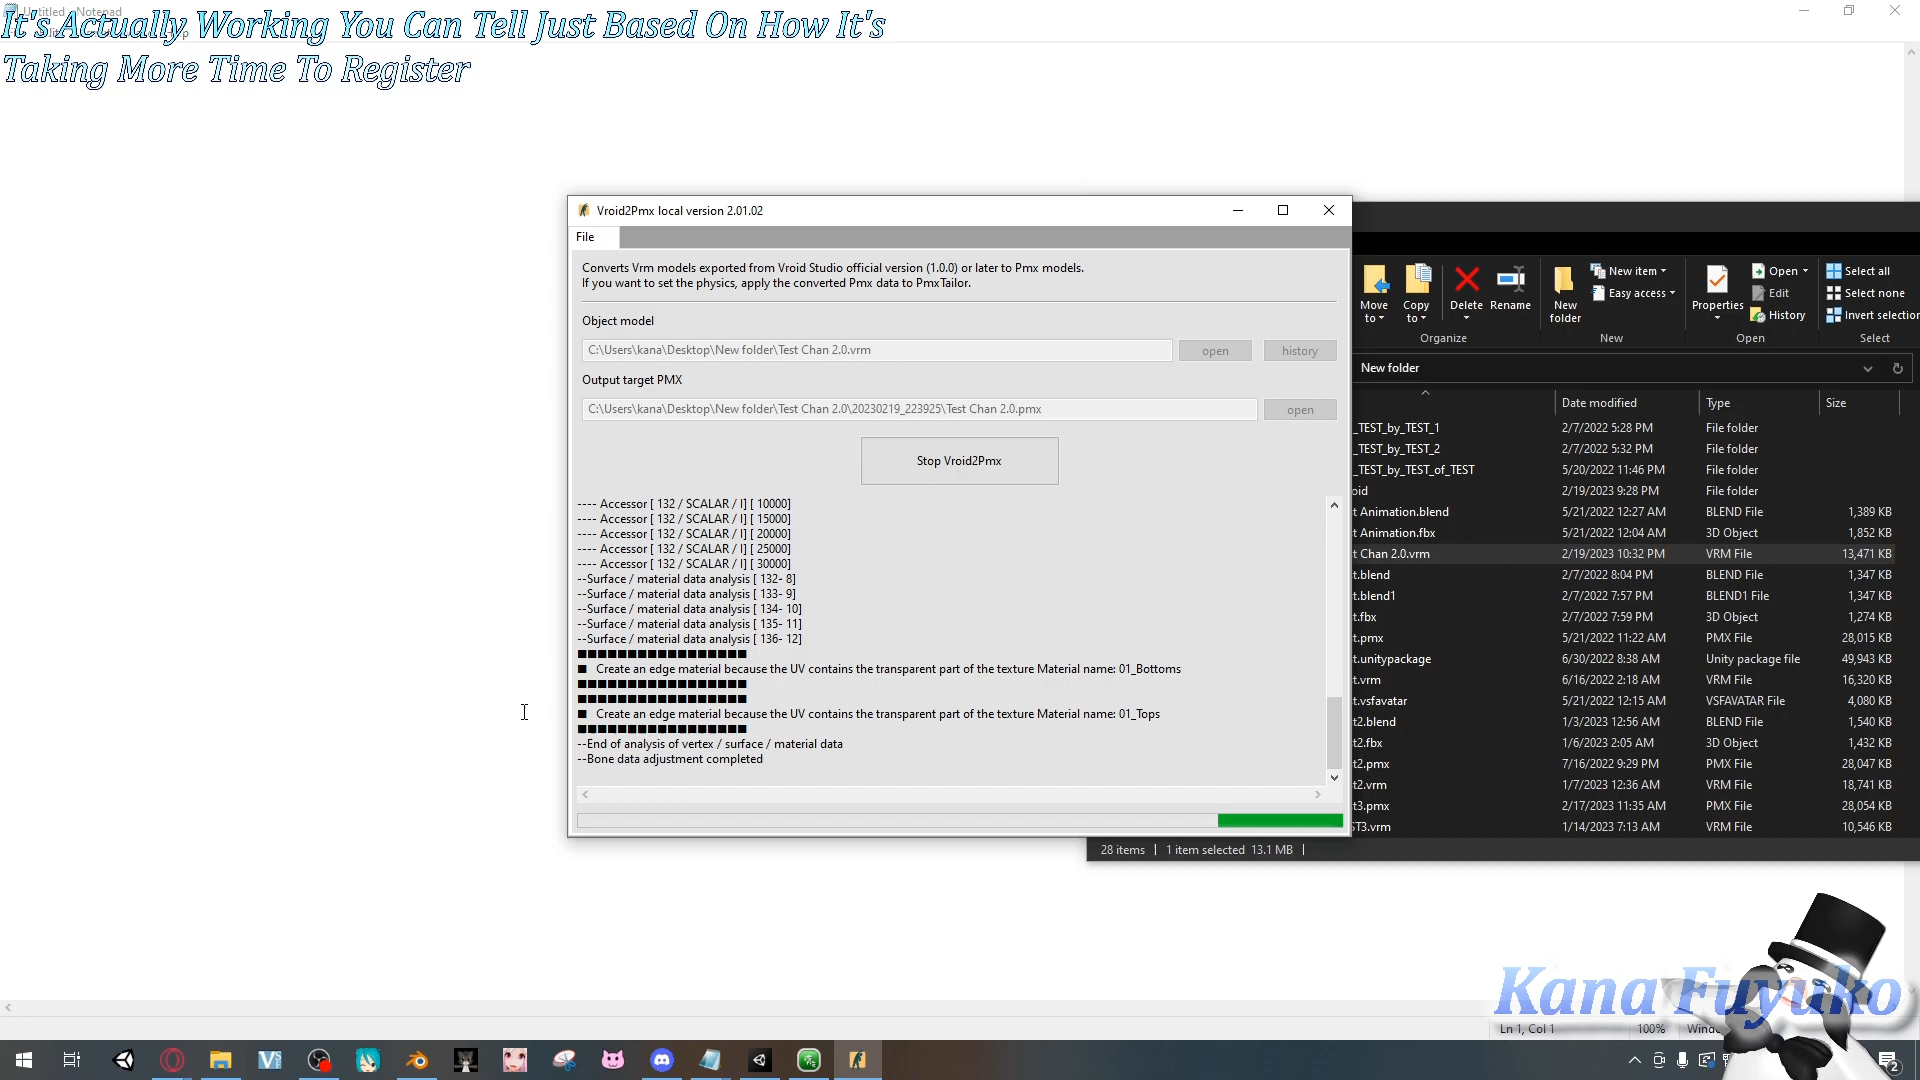 It's Actually Working You Can Tell Just Based On How It's
Taking More Time To Register
Untitled - Notepad
Vroid2Pmx local version 2.01.02
File
Converts Vrm models exported from Vroid Studio official version (1.0.0) or later to Pmx models.
If you want to set the physics, apply the converted Pmx data to PmxTailor.
Object model
C:\Users\kana\Desktop\New folder\Test Chan 2.0.vrm
open
history
Output target PMX
C:\Users\kana\Desktop\New folder\Test Chan 2.0\20230219_223925\Test Chan 2.0.pmx
open
Stop Vroid2Pmx
---- Accessor [ 132 / SCALAR / I] [ 10000]
---- Accessor [ 132 / SCALAR / I] [ 15000]
---- Accessor [ 132 / SCALAR / I] [ 20000]
---- Accessor [ 132 / SCALAR / I] [ 25000]
---- Accessor [ 132 / SCALAR / I] [ 30000]
--Surface / material data analysis [ 132- 8]
--Surface / material data analysis [ 133- 9]
--Surface / material data analysis [ 134- 10]
--Surface / material data analysis [ 135- 11]
--Surface / material data analysis [ 136- 12]
■■■■■■■■■■■■■■■■■
■ Create an edge material because the UV contains the transparent part of the texture Material name: 01_Bottoms
■■■■■■■■■■■■■■■■■
■■■■■■■■■■■■■■■■■
■ Create an edge material because the UV contains the transparent part of the texture Material name: 01_Tops
■■■■■■■■■■■■■■■■■
--End of analysis of vertex / surface / material data
--Bone data adjustment completed
Move to
Copy to
Delete
Rename
Organize
New folder
New item
Easy access
New
Properties
Open
Edit
History
Open
Select all
Select none
Invert selection
Select
New folder
Date modified Type Size
_TEST_by_TEST_1 2/7/2022 5:28 PM File folder
_TEST_by_TEST_2 2/7/2022 5:32 PM File folder
_TEST_by_TEST_of_TEST 5/20/2022 11:46 PM File folder
oid 2/19/2023 9:28 PM File folder
t Animation.blend 5/21/2022 12:27 AM BLEND File 1,389 KB
t Animation.fbx 5/21/2022 12:04 AM 3D Object 1,852 KB
t Chan 2.0.vrm 2/19/2023 10:32 PM VRM File 13,471 KB
t.blend 2/7/2022 8:04 PM BLEND File 1,347 KB
t.blend1 2/7/2022 7:57 PM BLEND1 File 1,347 KB
t.fbx 2/7/2022 7:59 PM 3D Object 1,274 KB
t.pmx 5/21/2022 11:22 AM PMX File 28,015 KB
t.unitypackage 6/30/2022 8:38 AM Unity package file 49,943 KB
t.vrm 6/16/2022 2:18 AM VRM File 16,320 KB
t.vsfavatar 5/21/2022 12:15 AM VSFAVATAR File 4,080 KB
t2.blend 1/3/2023 12:56 AM BLEND File 1,540 KB
t2.fbx 1/6/2023 2:05 AM 3D Object 1,432 KB
t2.pmx 7/16/2022 9:29 PM PMX File 28,047 KB
t2.vrm 1/7/2023 12:36 AM VRM File 18,741 KB
t3.pmx 2/17/2023 11:35 AM PMX File 28,054 KB
ST3.vrm 1/14/2023 7:13 AM VRM File 10,546 KB
28 items 1 item selected 13.1 MB
Kana Fuyuko
Ln 1, Col 1 100% Wind
2